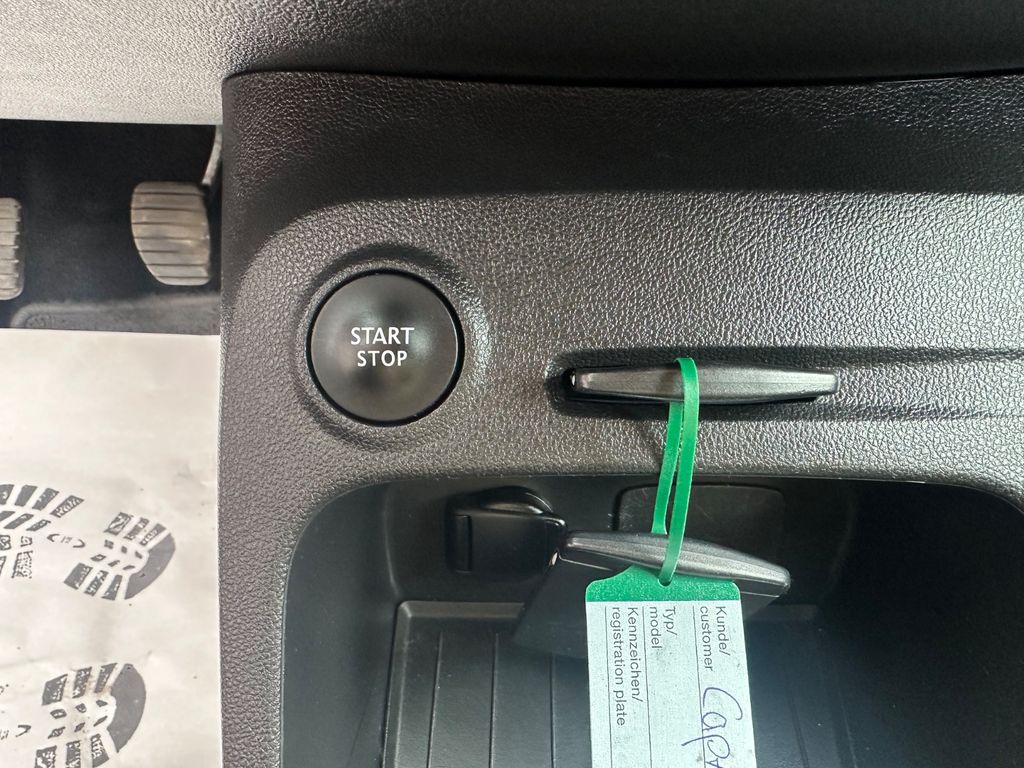 START
STOP
Kunde/
customer
Typ/
model
Kennzeichen/
registration plate